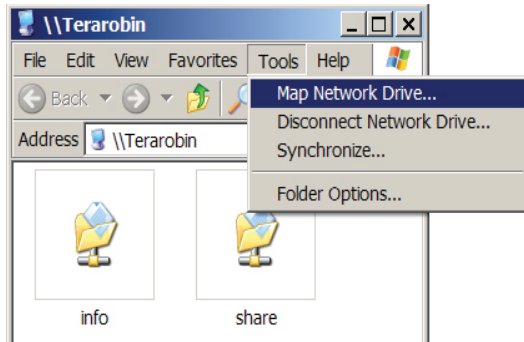 \\Terarobin
File Edit View Favorites Tools Help
Back
Map Network Drive...
Disconnect Network Drive...
Synchronize...
Folder Options...
Address \\Terarobin
info share